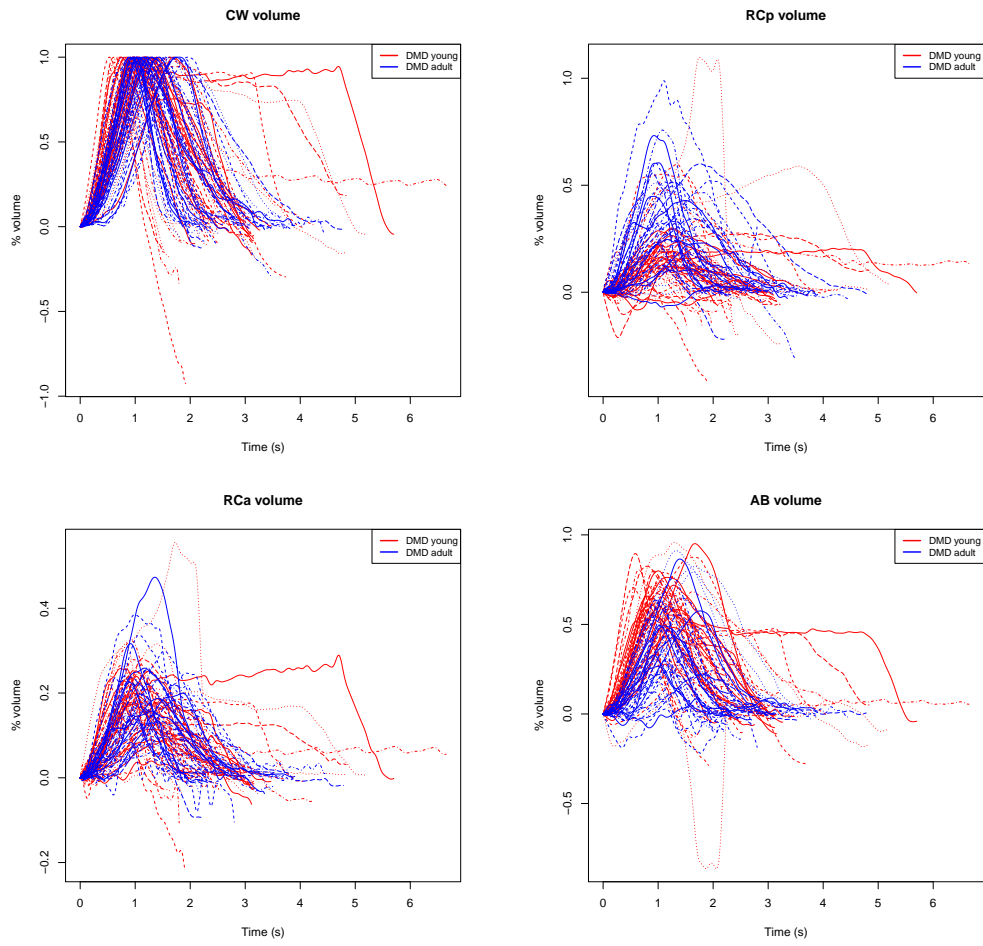 CW volume
DMD young
DMD adult
% volume
1.0
0.5
0.0
−0.5
−1.0
0 1 2 3 4 5 6
Time (s)
RCp volume
DMD young
DMD adult
% volume
1.0
0.5
0.0
0 1 2 3 4 5 6
Time (s)
RCa volume
DMD young
DMD adult
% volume
0.4
0.2
0.0
−0.2
0 1 2 3 4 5 6
Time (s)
AB volume
DMD young
DMD adult
% volume
1.0
0.5
0.0
−0.5
0 1 2 3 4 5 6
Time (s)